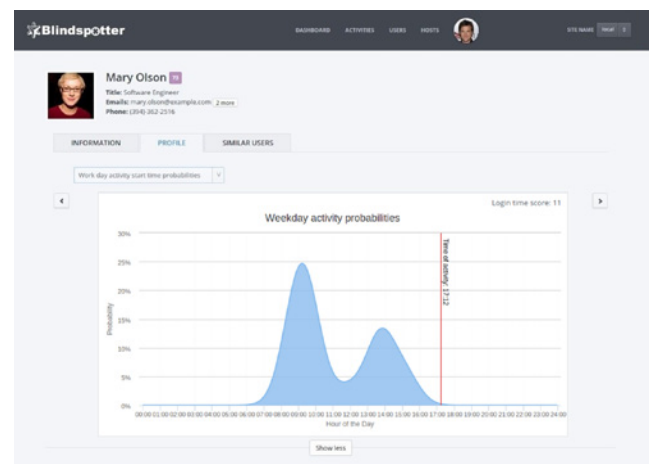 Blindspotter
DASHBOARD ACTIVITIES USERS HOSTS
SITE NAME
Mary Olson
Title: Software Engineer
Emails: mary.olson@example.com 2 more
Phone: (394)-362-2516
INFORMATION PROFILE SIMILAR USERS
Work day activity start time probabilities
Login time score: 11
Weekday activity probabilities
30%
25%
20%
15%
10%
5%
0%
Probability
Time of activity: 17:12
00:00 01:00 02:00 03:00 04:00 05:00 06:00 07:00 08:00 09:00 10:00 11:00 12:00 13:00 14:00 15:00 16:00 17:00 18:00 19:00 20:00 21:00 22:00 23:00 24:00
Hour of the Day
Show less